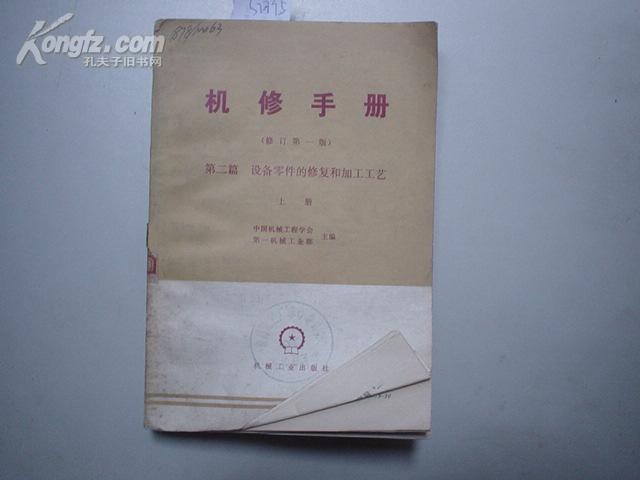 Kongfz.com
孔夫子旧书网
机修手册
(修订第一版)
第二篇 设备零件的修复和加工工艺
上册
中国机械工程学会
第一机械工业部
主编
机械工业出版社